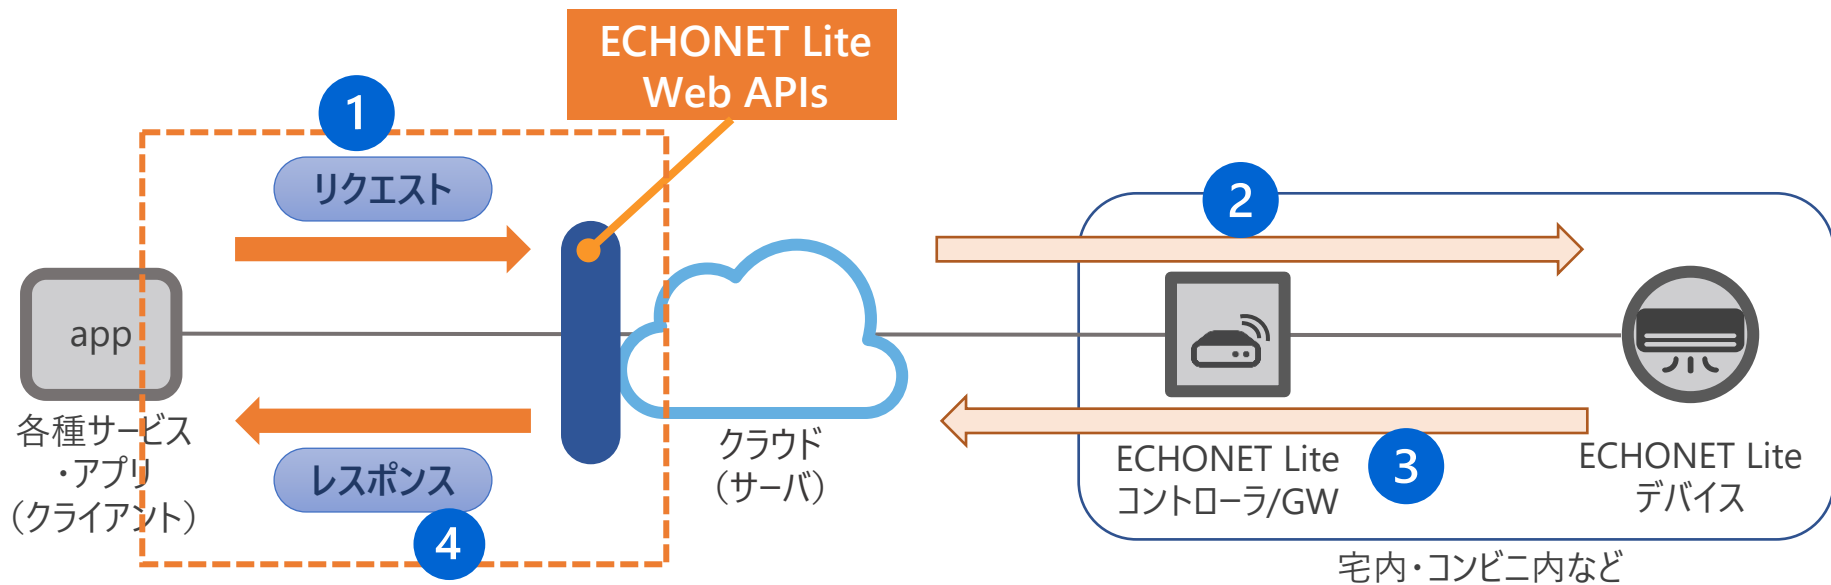 ECHONET Lite
Web APIs
1
リクエスト
2
app
各種サービス
・アプリ
（クライアント）
レスポンス
4
クラウド
（サーバ）
ECHONET Lite
コントローラ/GW
3
ECHONET Lite
デバイス
宅内・コンビニ内など